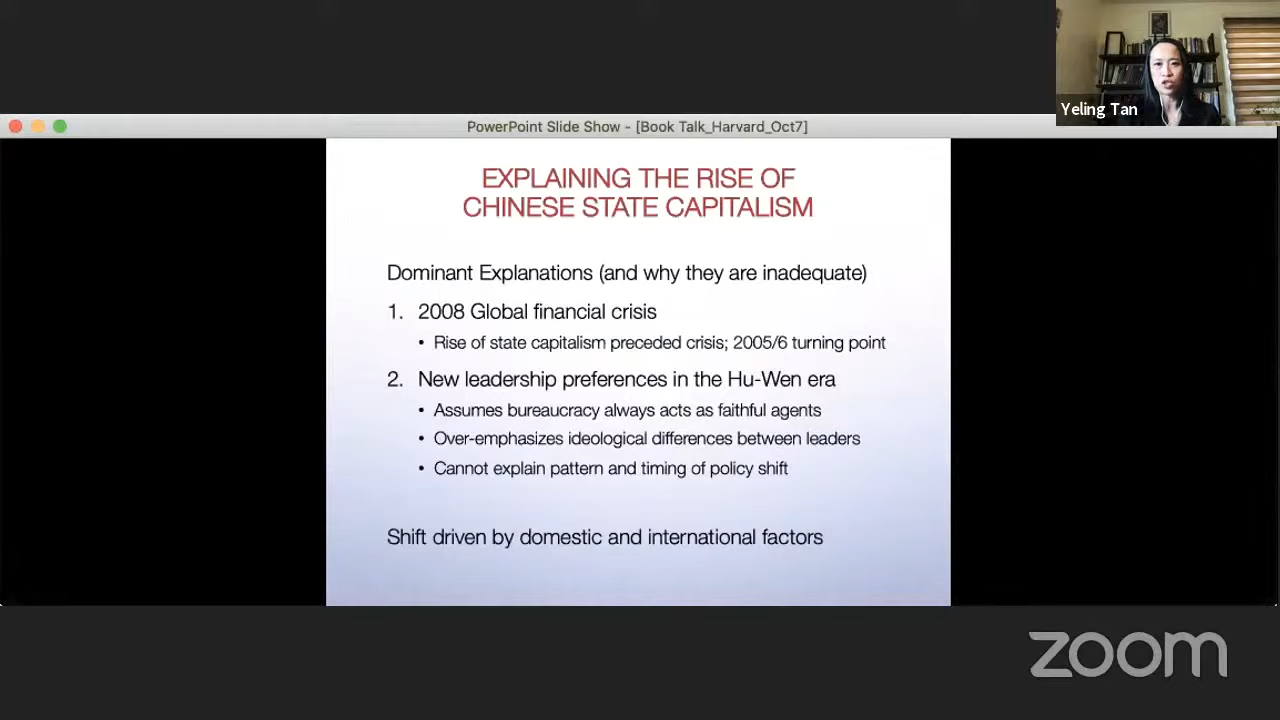 Yeling Tan
PowerPoint Slide Show - [Book Talk_Harvard_Oct7]
EXPLAINING THE RISE OF
CHINESE STATE CAPITALISM
Dominant Explanations (and why they are inadequate)
1. 2008 Global financial crisis
• Rise of state capitalism preceded crisis; 2005/6 turning point
2. New leadership preferences in the Hu-Wen era
• Assumes bureaucracy always acts as faithful agents
• Over-emphasizes ideological differences between leaders
• Cannot explain pattern and timing of policy shift
Shift driven by domestic and international factors
zoom